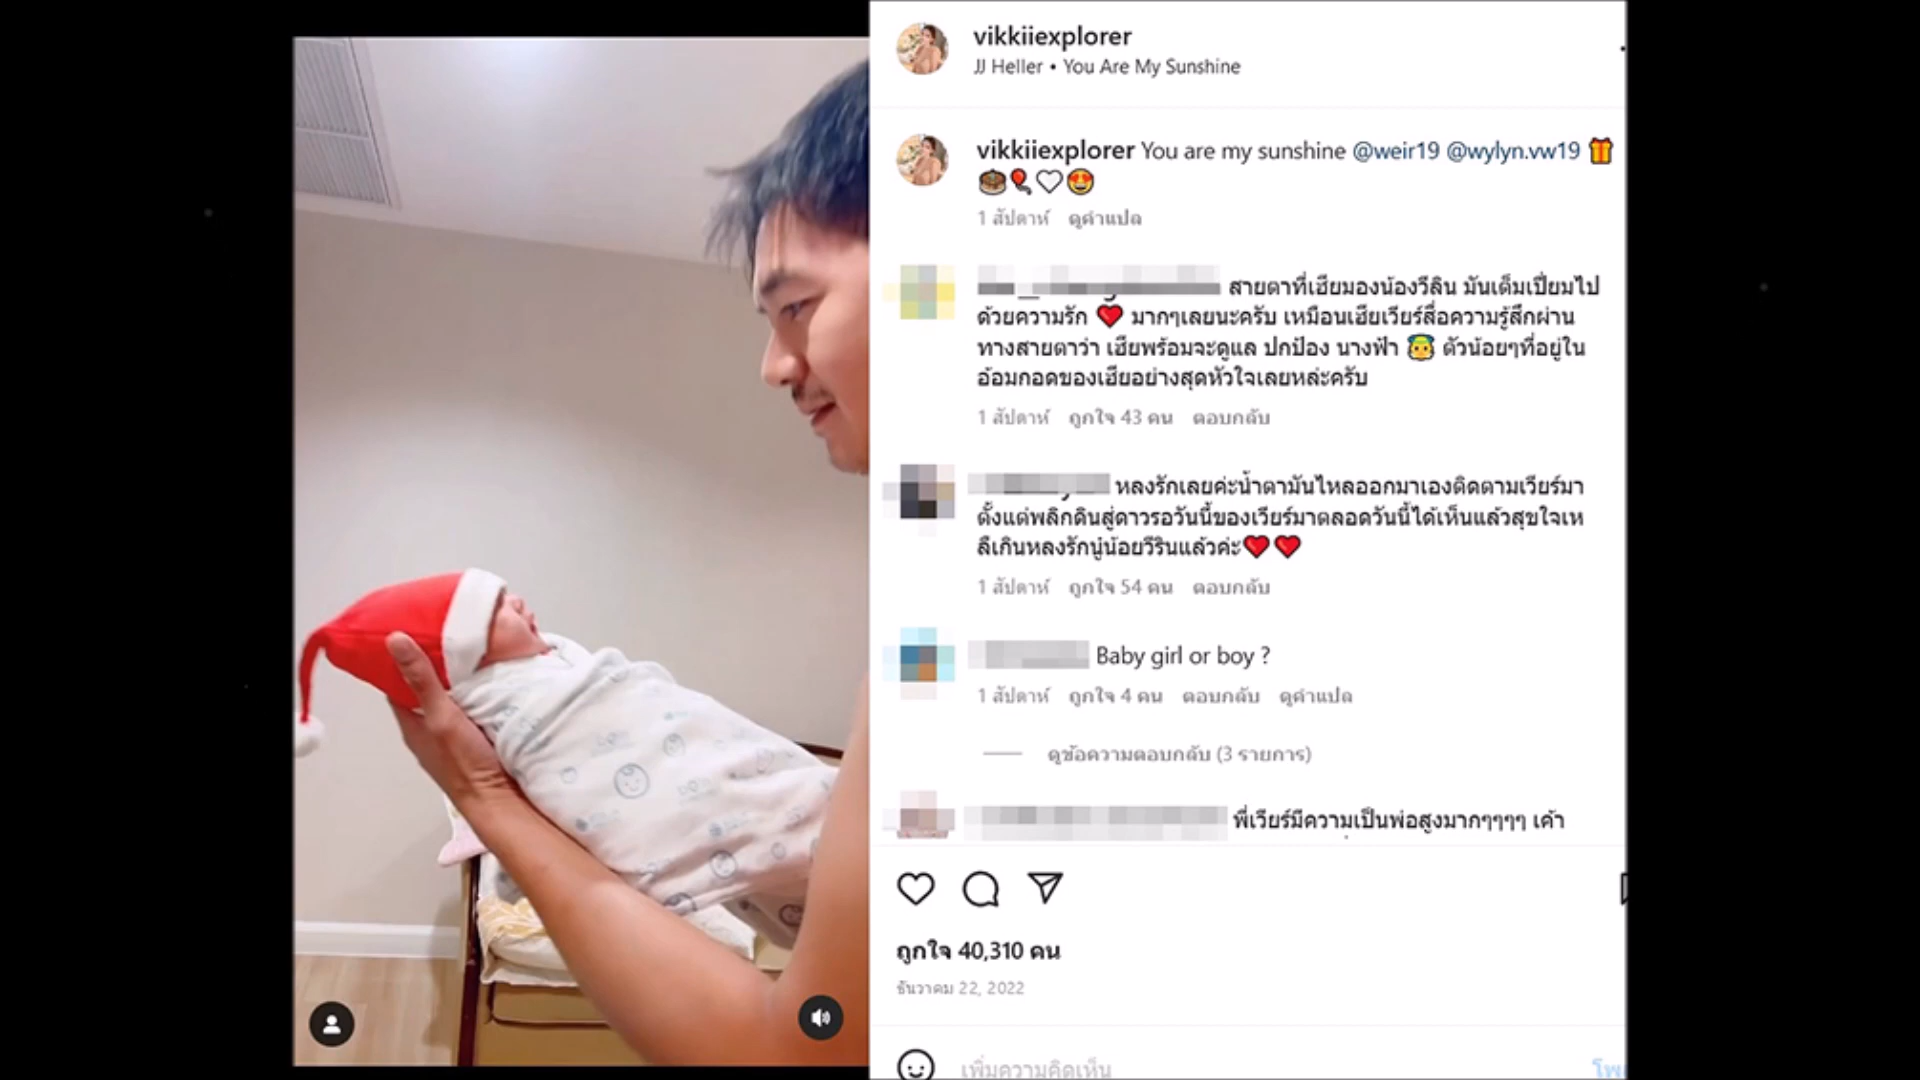 vikkiiexplorer
JJ Heller • You Are My Sunshine
vikkiiexplorer You are my sunshine @weir19 @wylyn.vw19 🎁
🎂🎈🤍😍
1 สัปดาห์ ดูคำแปล
สายตาที่เฮียมองน้องวีลิน มันเต็มเปี่ยมไป
ด้วยความรัก ❤️ มากๆเลยนะครับ เหมือนเฮียเวียร์สื่อความรู้สึกผ่าน
ทางสายตาว่า เฮียพร้อมจะดูแล ปกป้อง นางฟ้า 👼 ตัวน้อยๆที่อยู่ใน
อ้อมกอดของเฮียอย่างสุดหัวใจเลยหล่ะครับ
1 สัปดาห์ ถูกใจ 43 คน ตอบกลับ
หลงรักเลยค่ะน้ำตามันไหลออกมาเองติดตามเวียร์มา
ตั้งแต่พลิกดินสู่ดาวรอวันนี้ของเวียร์มาตลอดวันนี้ได้เห็นแล้วสุขใจเห
ลืเกินหลงรักนู๋น้อยวีรินแล้วค่ะ❤️❤️
1 สัปดาห์ ถูกใจ 54 คน ตอบกลับ
Baby girl or boy ?
1 สัปดาห์ ถูกใจ 4 คน ตอบกลับ ดูคำแปล
ดูข้อความตอบกลับ (3 รายการ)
พี่เวียร์มีความเป็นพ่อสูงมากๆๆๆๆ เค้า
ถูกใจ 40,310 คน
ธันวาคม 22, 2022
เพิ่มความคิดเห็น